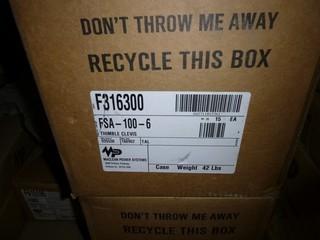 DON'T THROW ME AWAY
RECYCLE THIS BOX
F316300
FSA-100-6
15 EA
THIMBLE CLEVIS
MACLEAN POWER SYSTEMS
Case Weight 42 Lbs
DON'T THROW ME AWAY
RECYCLE THIS BOX